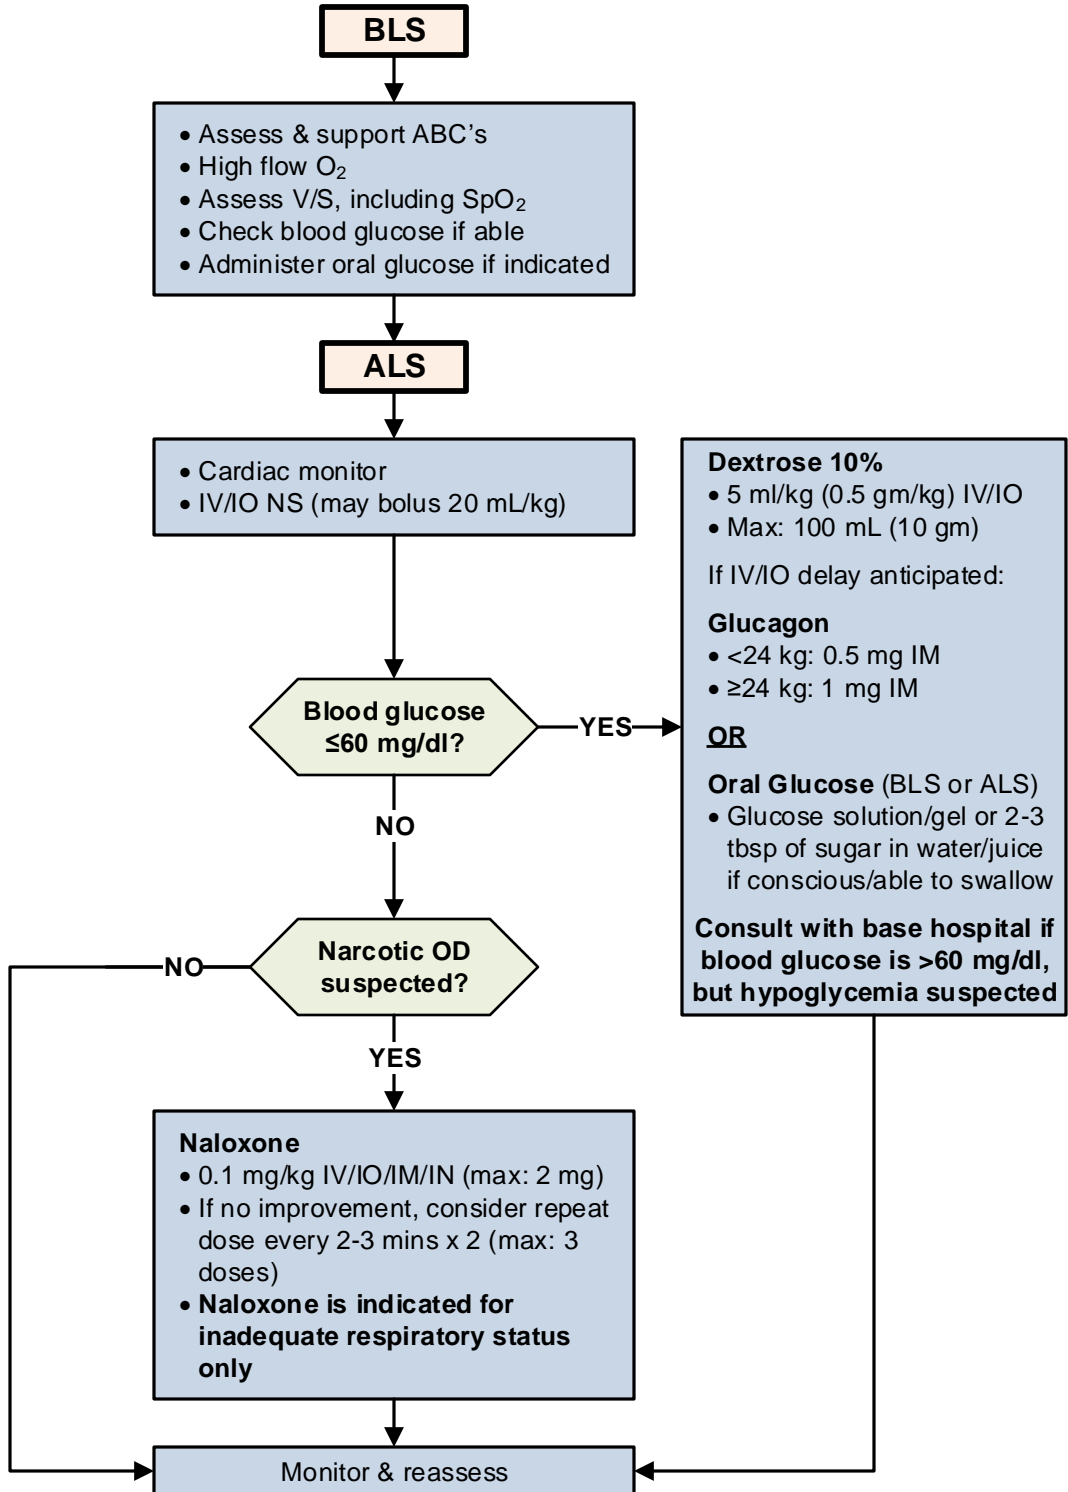 BLS
• Assess & support ABC’s
• High flow O₂
• Assess V/S, including SpO₂
• Check blood glucose if able
• Administer oral glucose if indicated
ALS
• Cardiac monitor
• IV/IO NS (may bolus 20 mL/kg)
Blood glucose
≤60 mg/dl?
YES
Dextrose 10%
• 5 ml/kg (0.5 gm/kg) IV/IO
• Max: 100 mL (10 gm)
If IV/IO delay anticipated:
Glucagon
• <24 kg: 0.5 mg IM
• ≥24 kg: 1 mg IM
OR
Oral Glucose (BLS or ALS)
• Glucose solution/gel or 2-3
tbsp of sugar in water/juice
if conscious/able to swallow
Consult with base hospital if
blood glucose is >60 mg/dl,
but hypoglycemia suspected
NO
Narcotic OD
suspected?
NO
YES
Naloxone
• 0.1 mg/kg IV/IO/IM/IN (max: 2 mg)
• If no improvement, consider repeat
dose every 2-3 mins x 2 (max: 3
doses)
• Naloxone is indicated for
inadequate respiratory status
only
Monitor & reassess